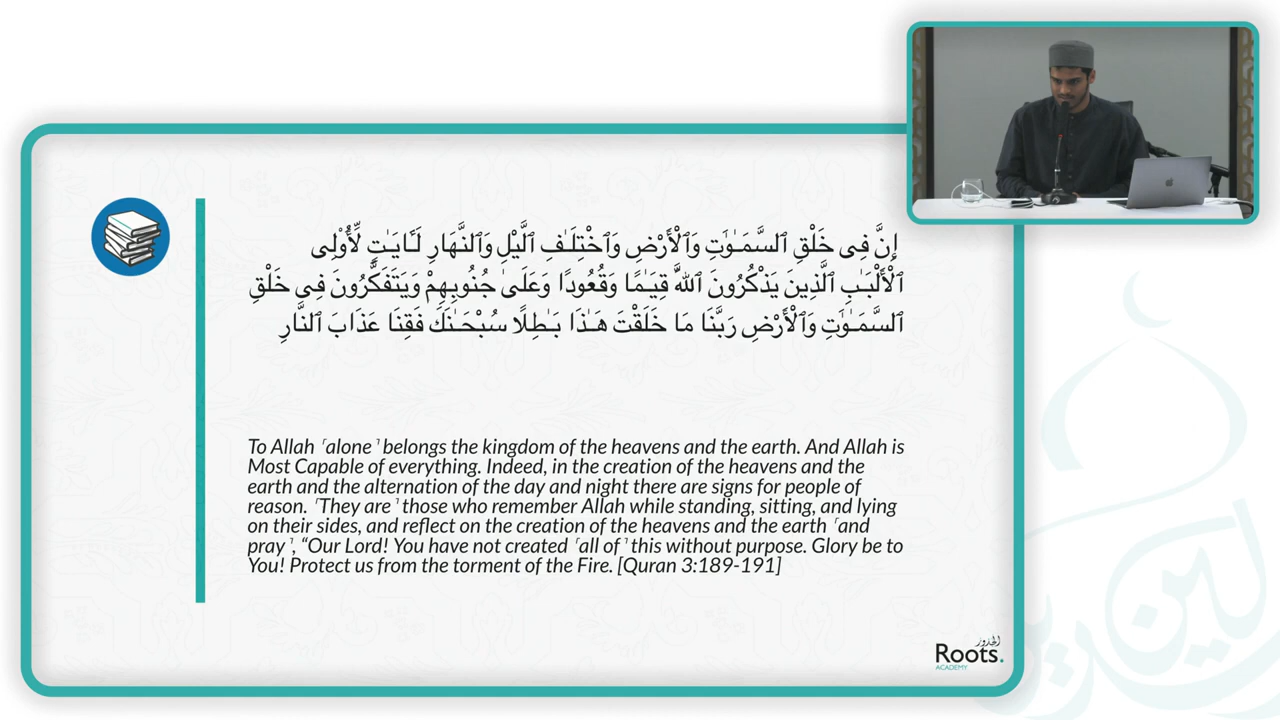 إِنَّ فِى خَلْقِ ٱلسَّمَـٰوَٰتِ وَٱلْأَرْضِ وَٱخْتِلَـٰفِ ٱلَّيْلِ وَٱلنَّهَارِ لَـَٔايَـٰتٍ لِّأُو۟لِى
ٱلْأَلْبَـٰبِ ٱلَّذِينَ يَذْكُرُونَ ٱللَّهَ قِيَـٰمًا وَقُعُودًا وَعَلَىٰ جُنُوبِهِمْ وَيَتَفَكَّرُونَ فِى خَلْقِ
ٱلسَّمَـٰوَٰتِ وَٱلْأَرْضِ رَبَّنَا مَا خَلَقْتَ هَـٰذَا بَـٰطِلًا سُبْحَـٰنَكَ فَقِنَا عَذَابَ ٱلنَّارِ
To Allah ˹alone˺ belongs the kingdom of the heavens and the earth. And Allah is
Most Capable of everything. Indeed, in the creation of the heavens and the
earth and the alternation of the day and night there are signs for people of
reason. ˹They are˺ those who remember Allah while standing, sitting, and lying
on their sides, and reflect on the creation of the heavens and the earth ˹and
pray˺, “Our Lord! You have not created ˹all of˺ this without purpose. Glory be to
You! Protect us from the torment of the Fire. [Quran 3:189-191]
الجذور
Roots.
ACADEMY